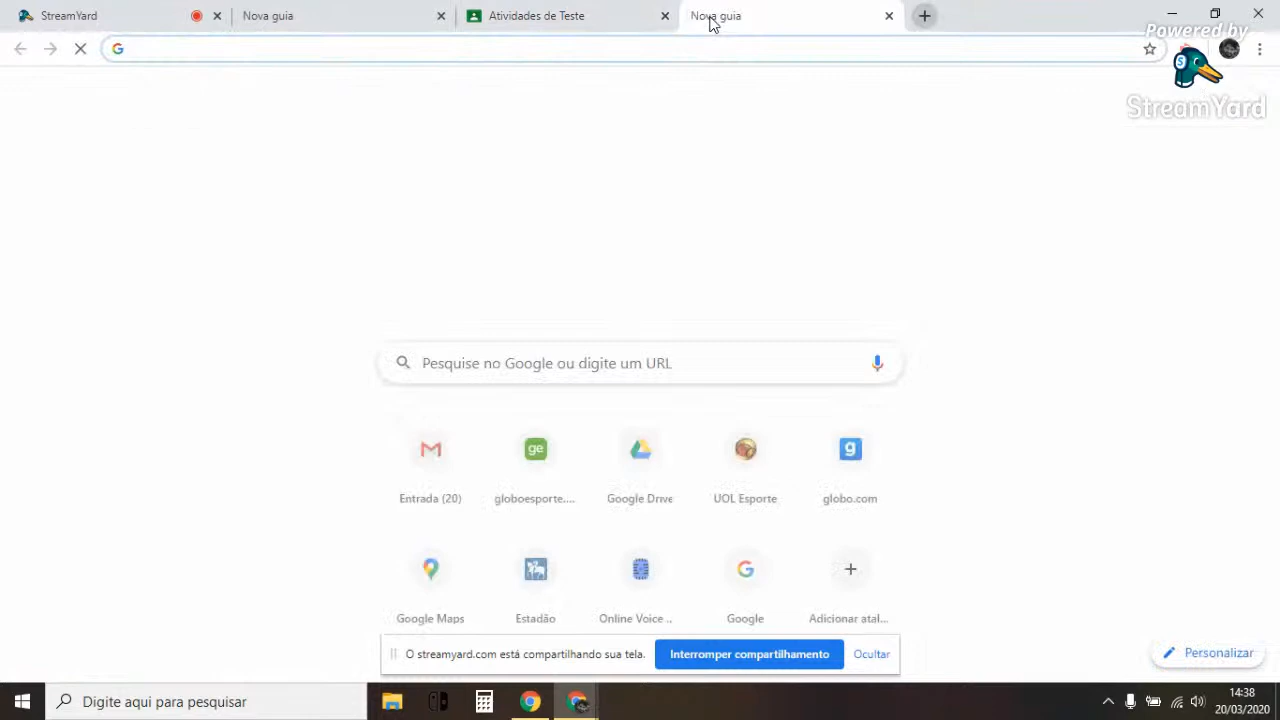 StreamYard
Nova guia
Atividades de Teste
Nova guia
Powered by
S
StreamYard
Pesquise no Google ou digite um URL
ge
g
Entrada (20)
globoesporte....
Google Drive
UOL Esporte
globo.com
Google Maps
Estadão
Online Voice ..
Google
Adicionar atal...
O streamyard.com está compartilhando sua tela.
Interromper compartilhamento
Ocultar
Personalizar
Digite aqui para pesquisar
14:38
20/03/2020